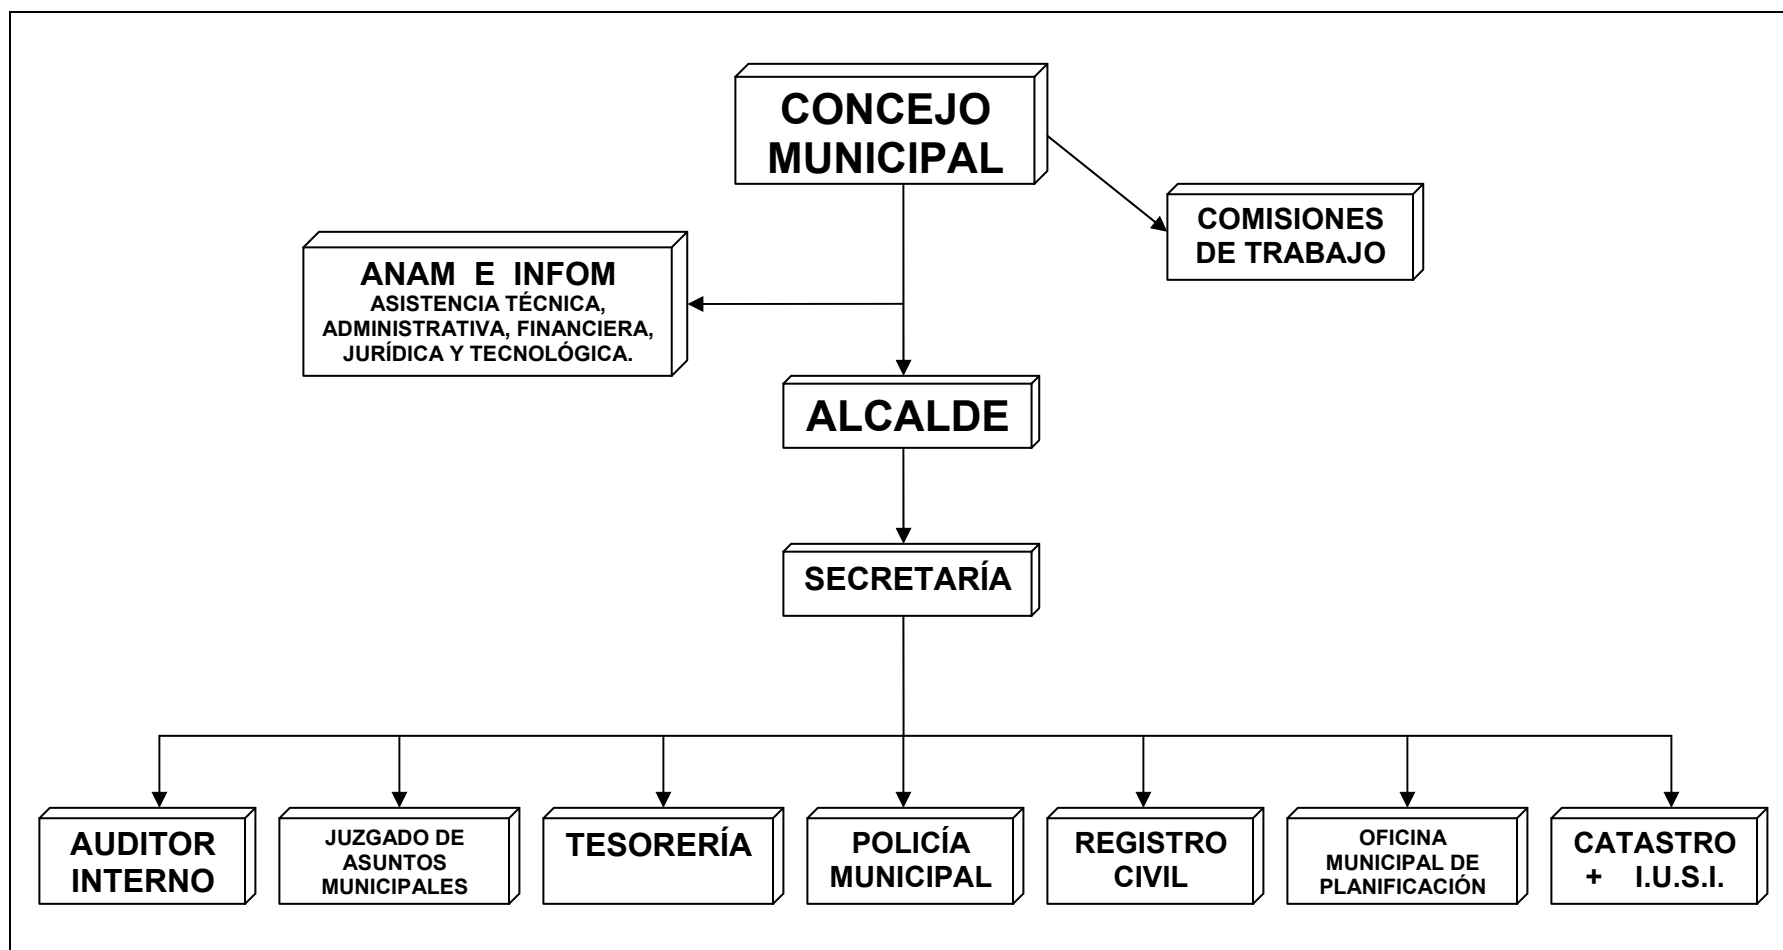 CONCEJO
MUNICIPAL
COMISIONES
DE TRABAJO
ANAM E INFOM
ASISTENCIA TÉCNICA,
ADMINISTRATIVA, FINANCIERA,
JURÍDICA Y TECNOLÓGICA.
ALCALDE
SECRETARÍA
AUDITOR
INTERNO
JUZGADO DE
ASUNTOS
MUNICIPALES
TESORERÍA
POLICÍA
MUNICIPAL
REGISTRO
CIVIL
OFICINA
MUNICIPAL DE
PLANIFICACIÓN
CATASTRO
+ I.U.S.I.